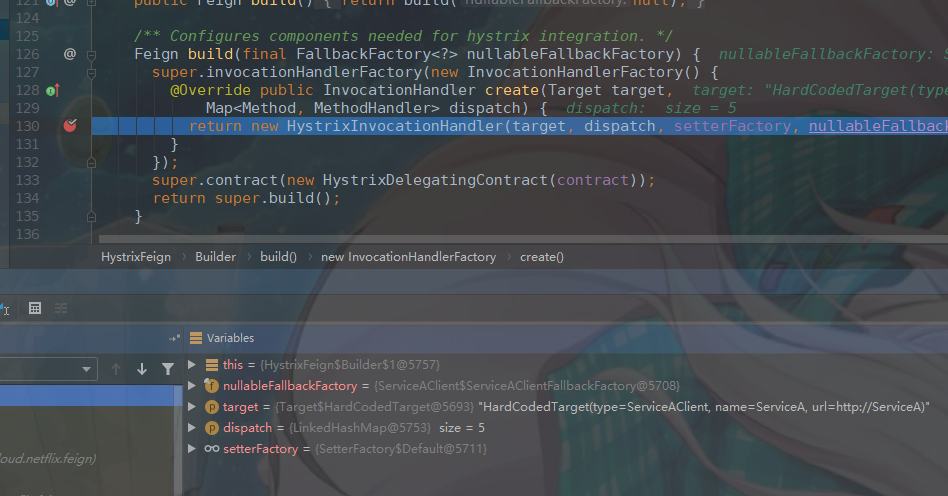 121 public Feign build() { return build( nullableFallbackFactory: null); }
124
125 /** Configures components needed for hystrix integration. */
126 @ Feign build(final FallbackFactory<?> nullableFallbackFactory) { nullableFallbackFactory: S
127 super.invocationHandlerFactory(new InvocationHandlerFactory() {
128 @Override public InvocationHandler create(Target target, target: "HardCodedTarget(type
129 Map<Method, MethodHandler> dispatch) { dispatch: size = 5
130 return new HystrixInvocationHandler(target, dispatch, setterFactory, nullableFallback
131 }
132 });
133 super.contract(new HystrixDelegatingContract(contract));
134 return super.build();
135 }
136
HystrixFeign › Builder › build() › new InvocationHandlerFactory › create()
Variables
this = {HystrixFeign$Builder$1@5757}
f nullableFallbackFactory = {ServiceAClient$ServiceAClientFallbackFactory@5708}
p target = {Target$HardCodedTarget@5693} "HardCodedTarget(type=ServiceAClient, name=ServiceA, url=http://ServiceA)"
p dispatch = {LinkedHashMap@5753} size = 5
setterFactory = {SetterFactory$Default@5711}
loud.netflix.feign)